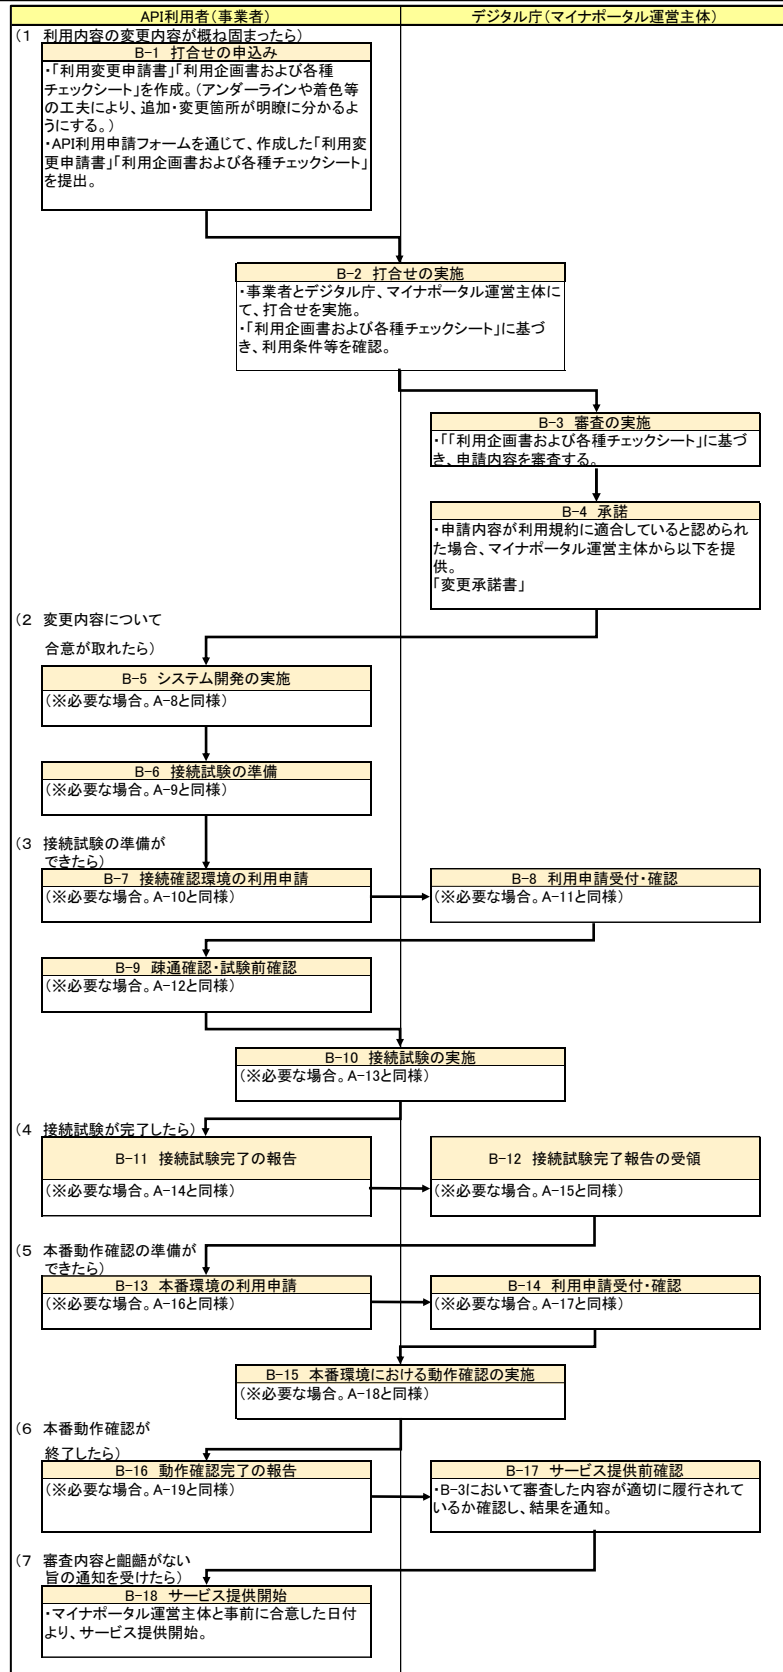 API利用者(事業者)
デジタル庁(マイナポータル運営主体)
(1 利用内容の変更内容が概ね固まったら)
B-1 打合せの申込み
・「利用変更申請書」「利用企画書および各種
チェックシート」を作成。(アンダーラインや着色等
の工夫により、追加・変更箇所が明瞭に分かるよ
うにする。)
・API利用申請フォームを通じて、作成した「利用変
更申請書」「利用企画書および各種チェックシート」
を提出。
B-2 打合せの実施
・事業者とデジタル庁、マイナポータル運営主体に
て、打合せを実施。
・「利用企画書および各種チェックシート」に基づ
き、利用条件等を確認。
B-3 審査の実施
・「「利用企画書および各種チェックシート」に基づ
き、申請内容を審査する。
B-4 承諾
・申請内容が利用規約に適合していると認められ
た場合、マイナポータル運営主体から以下を提
供。
「変更承諾書」
(2 変更内容について
合意が取れたら)
B-5 システム開発の実施
(※必要な場合。A-8と同様)
B-6 接続試験の準備
(※必要な場合。A-9と同様)
(3 接続試験の準備が
できたら)
B-7 接続確認環境の利用申請
(※必要な場合。A-10と同様)
B-8 利用申請受付・確認
(※必要な場合。A-11と同様)
B-9 疎通確認・試験前確認
(※必要な場合。A-12と同様)
B-10 接続試験の実施
(※必要な場合。A-13と同様)
(4 接続試験が完了したら)
B-11 接続試験完了の報告
(※必要な場合。A-14と同様)
B-12 接続試験完了報告の受領
(※必要な場合。A-15と同様)
(5 本番動作確認の準備が
できたら)
B-13 本番環境の利用申請
(※必要な場合。A-16と同様)
B-14 利用申請受付・確認
(※必要な場合。A-17と同様)
B-15 本番環境における動作確認の実施
(※必要な場合。A-18と同様)
(6 本番動作確認が
終了したら)
B-16 動作確認完了の報告
(※必要な場合。A-19と同様)
B-17 サービス提供前確認
・B-3において審査した内容が適切に履行されて
いるか確認し、結果を通知。
(7 審査内容と齟齬がない
旨の通知を受けたら)
B-18 サービス提供開始
・マイナポータル運営主体と事前に合意した日付
より、サービス提供開始。